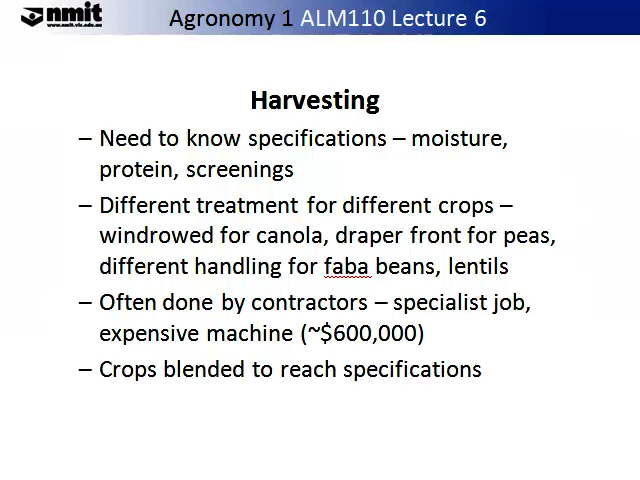 nmit
www.nmit.vic.edu.au
Agronomy 1 ALM110 Lecture 6
Harvesting
– Need to know specifications – moisture,
protein, screenings
– Different treatment for different crops –
windrowed for canola, draper front for peas,
different handling for faba beans, lentils
– Often done by contractors – specialist job,
expensive machine (~$600,000)
– Crops blended to reach specifications